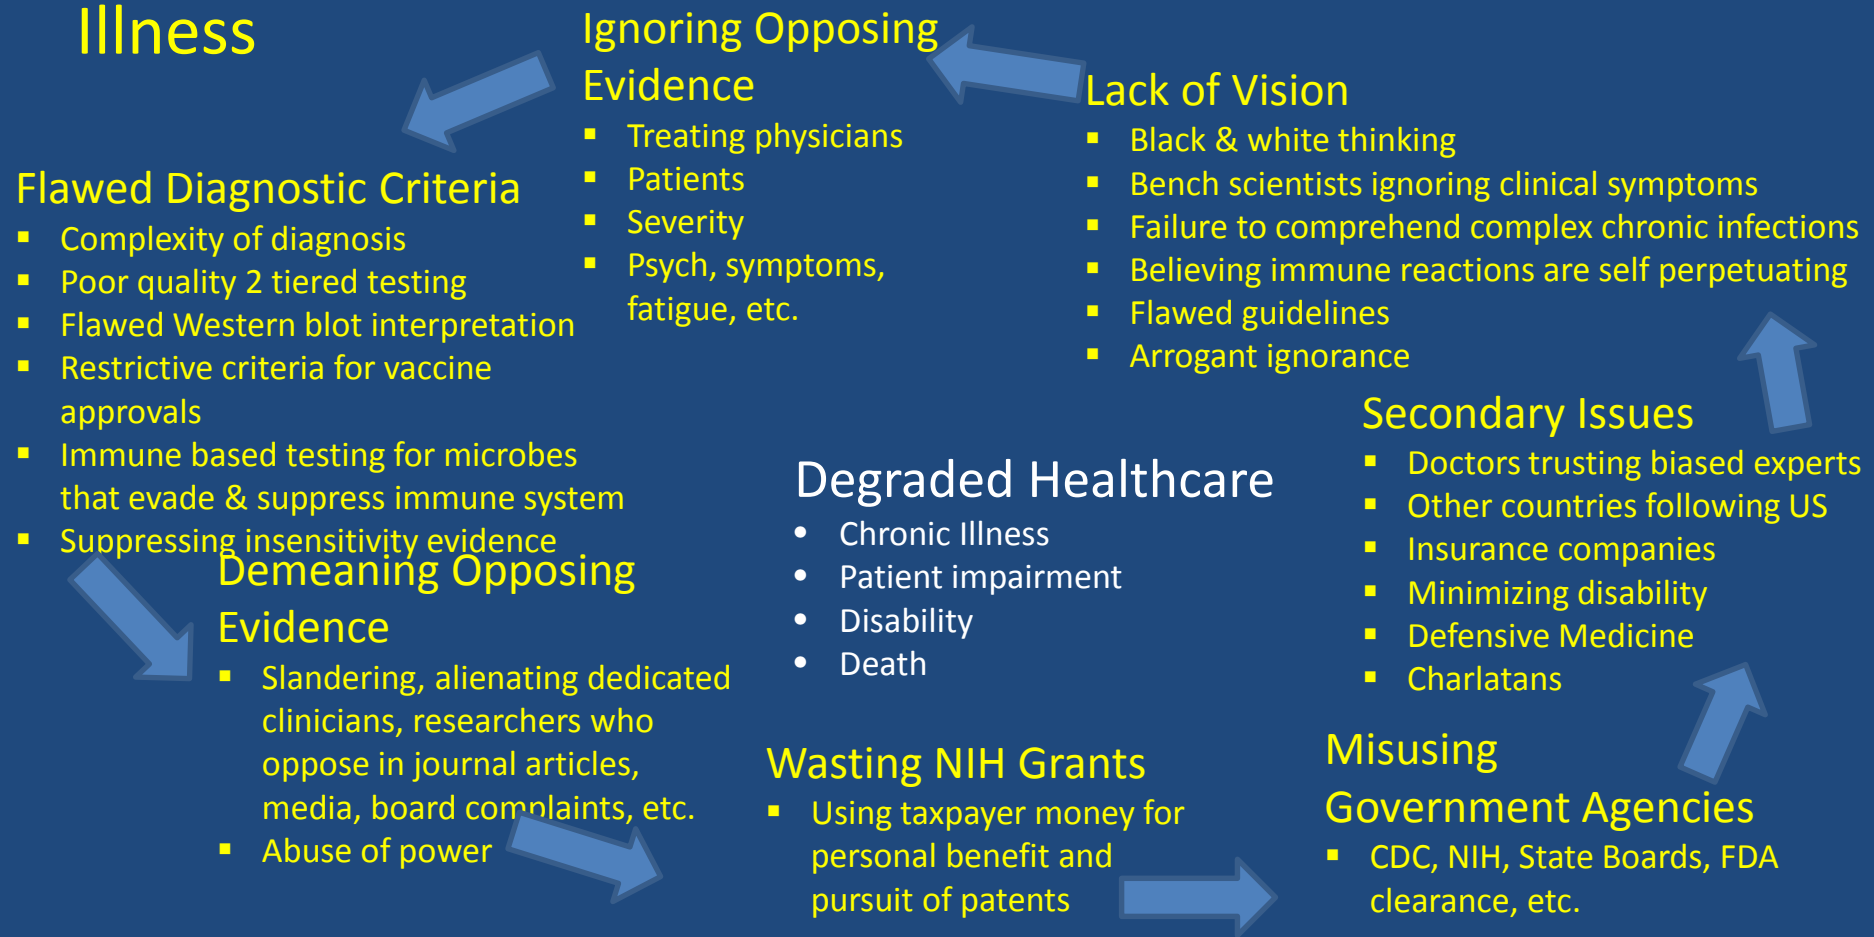 Illness
Ignoring Opposing
Evidence
▪ Treating physicians
▪ Patients
▪ Severity
▪ Psych, symptoms,
fatigue, etc.
Lack of Vision
▪ Black & white thinking
▪ Bench scientists ignoring clinical symptoms
▪ Failure to comprehend complex chronic infections
▪ Believing immune reactions are self perpetuating
▪ Flawed guidelines
▪ Arrogant ignorance
Flawed Diagnostic Criteria
▪ Complexity of diagnosis
▪ Poor quality 2 tiered testing
▪ Flawed Western blot interpretation
▪ Restrictive criteria for vaccine
approvals
▪ Immune based testing for microbes
that evade & suppress immune system
▪ Suppressing insensitivity evidence
Degraded Healthcare
• Chronic Illness
• Patient impairment
• Disability
• Death
Secondary Issues
▪ Doctors trusting biased experts
▪ Other countries following US
▪ Insurance companies
▪ Minimizing disability
▪ Defensive Medicine
▪ Charlatans
Demeaning Opposing
Evidence
▪ Slandering, alienating dedicated
clinicians, researchers who
oppose in journal articles,
media, board complaints, etc.
▪ Abuse of power
Wasting NIH Grants
▪ Using taxpayer money for
personal benefit and
pursuit of patents
Misusing
Government Agencies
▪ CDC, NIH, State Boards, FDA
clearance, etc.